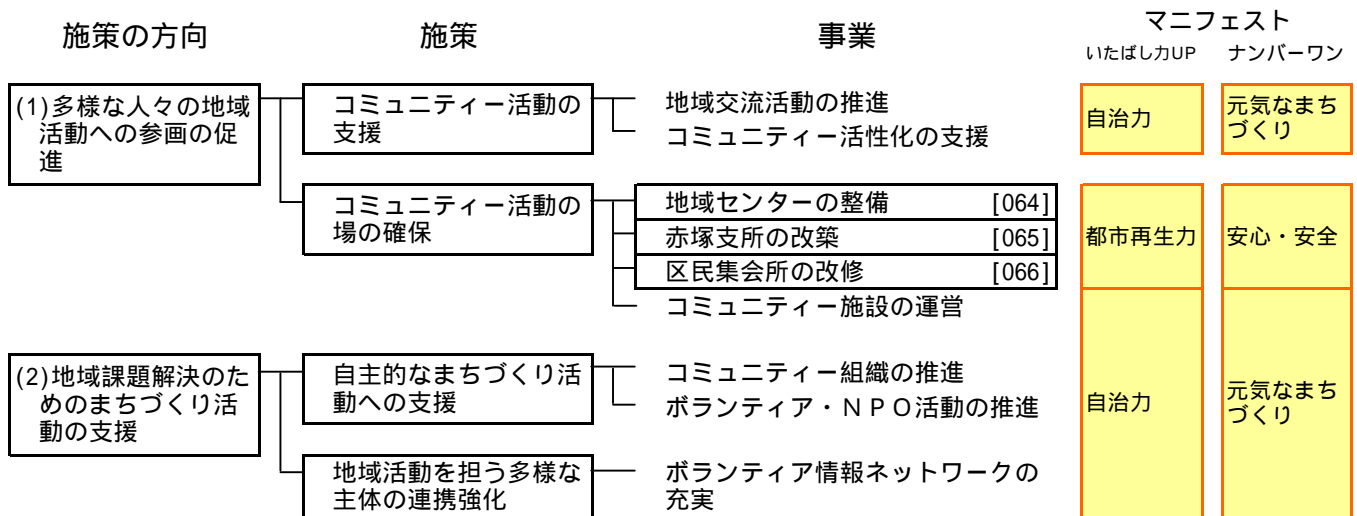 施策の方向
施策
事業
マニフェスト
いたばし力UP
ナンバーワン
(1)多様な人々の地域
活動への参画の促
進
コミュニティー活動の
支援
地域交流活動の推進
コミュニティー活性化の支援
自治力
元気なまち
づくり
コミュニティー活動の
場の確保
地域センターの整備 [064]
赤塚支所の改築 [065]
区民集会所の改修 [066]
コミュニティー施設の運営
都市再生力
安心・安全
(2)地域課題解決のた
めのまちづくり活
動の支援
自主的なまちづくり活
動への支援
コミュニティー組織の推進
ボランティア・ＮＰＯ活動の推進
自治力
元気なまち
づくり
地域活動を担う多様な
主体の連携強化
ボランティア情報ネットワークの
充実